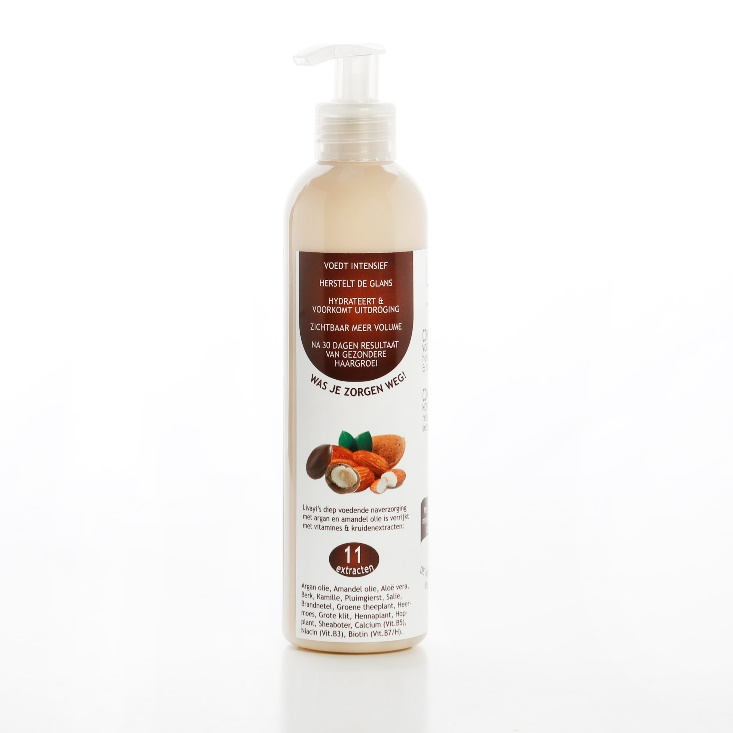 VOEDT INTENSIEF
HERSTELT DE GLANS
HYDRATEERT &
VOORKOMT UITDROGING
ZICHTBAAR MEER VOLUME
NA 30 DAGEN RESULTAAT
VAN GEZONDERE
HAARGROEI
WAS JE ZORGEN WEG!
Livayi's diep voedende naverzorging
met argan en amandel olie is verrijkt
met vitamines & kruidenextracten:
11
extracten
Argan olie, Amandel olie, Aloë vera,
Berk, Kamille, Pluimgierst, Salie,
Brandnetel, Groene theeplant, Heer-
moes, Grote klit, Hennaplant, Hop-
plant, Sheaboter, Calcium (Vit.B5),
Niacin (Vit.B3), Biotin (Vit.B7/H).